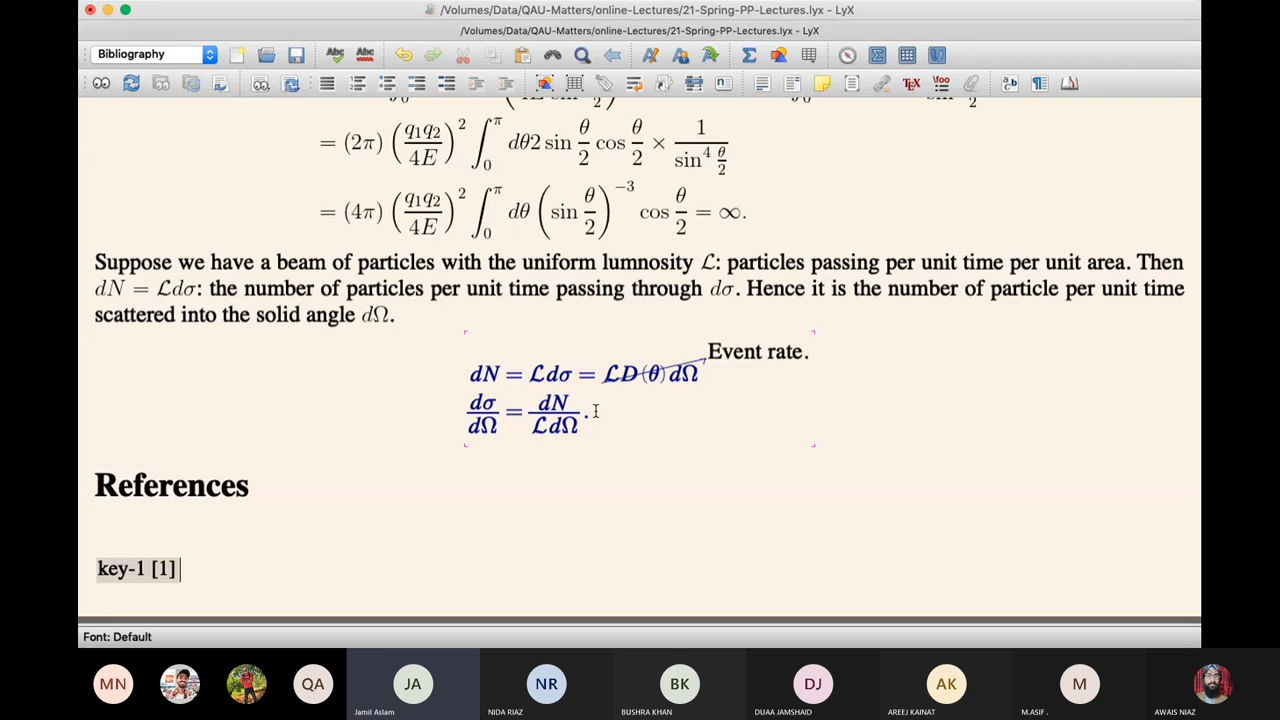 /Volumes/Data/QAU-Matters/online-Lectures/21-Spring-PP-Lectures.lyx - LyX
/Volumes/Data/QAU-Matters/online-Lectures/21-Spring-PP-Lectures.lyx - LyX
Bibliography
= (2π) (q₁q₂/4E)² ∫₀^π dθ2 sin θ/2 cos θ/2 × 1/sin⁴ θ/2
= (4π) (q₁q₂/4E)² ∫₀^π dθ (sin θ/2)⁻³ cos θ/2 = ∞.
Suppose we have a beam of particles with the uniform lumnosity ℒ: particles passing per unit time per unit area. Then
dN = ℒdσ: the number of particles per unit time passing through dσ. Hence it is the number of particle per unit time
scattered into the solid angle dΩ.
Event rate.
dN = ℒdσ = ℒD(θ)dΩ
dσ/dΩ = dN/ℒdΩ.
References
key-1 [1]
Font: Default
MN QA JA NR BK DJ AK M
Jamil Aslam NIDA RIAZ BUSHRA KHAN DUAA JAMSHAID AREEJ KAINAT M.ASIF . AWAIS NIAZ